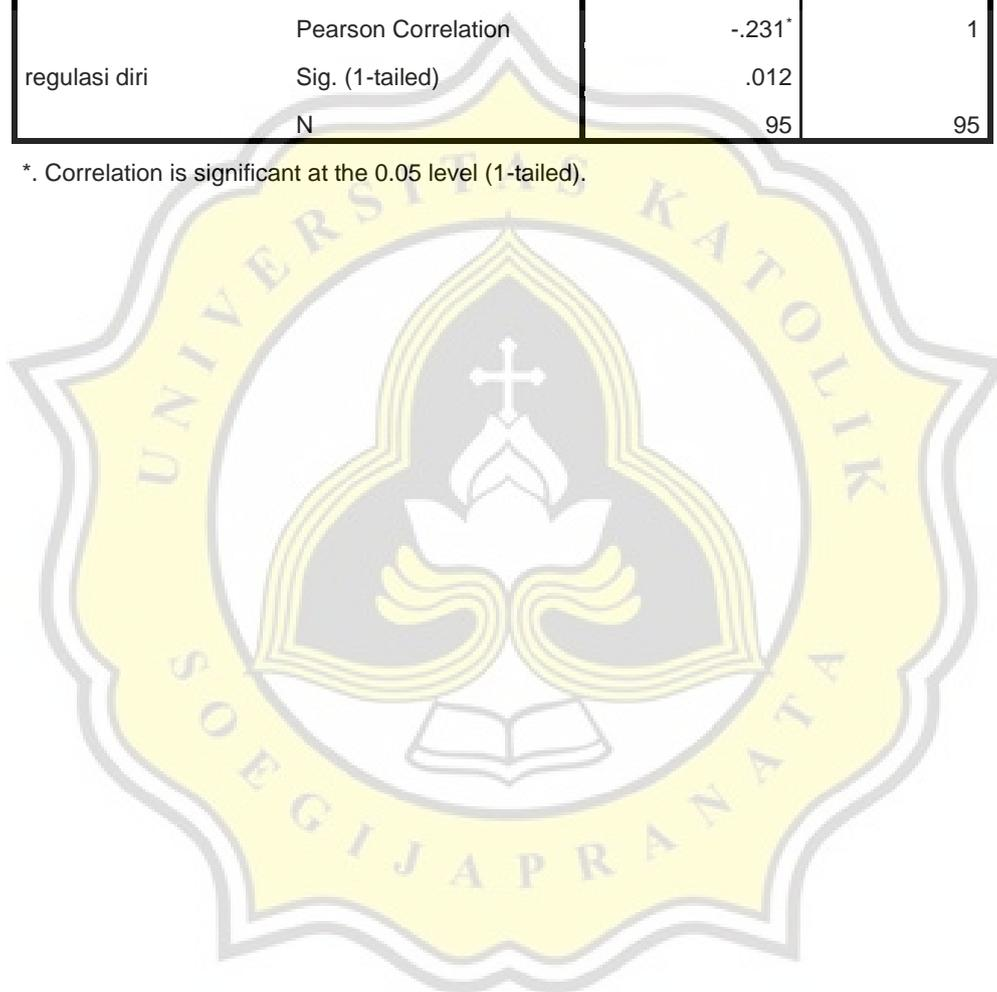 Pearson Correlation -.231* 1
regulasi diri Sig. (1-tailed) .012
N 95 95
*. Correlation is significant at the 0.05 level (1-tailed).
UNIVERSITAS KATOLIK
SOEGIJAPRANATA